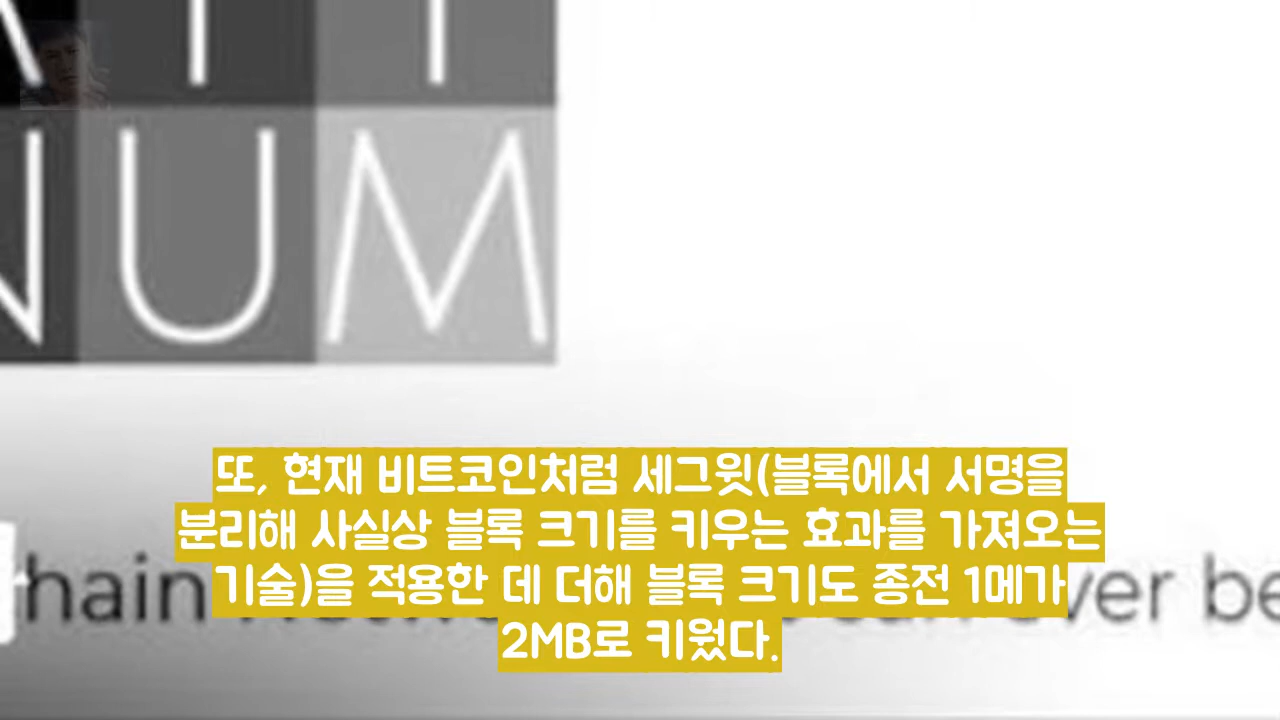 NUM
또, 현재 비트코인처럼 세그윗(블록에서 서명을
분리해 사실상 블록 크기를 키우는 효과를 가져오는
기술)을 적용한 데 더해 블록 크기도 종전 1메가
hain
ver be
2MB로 키웠다.